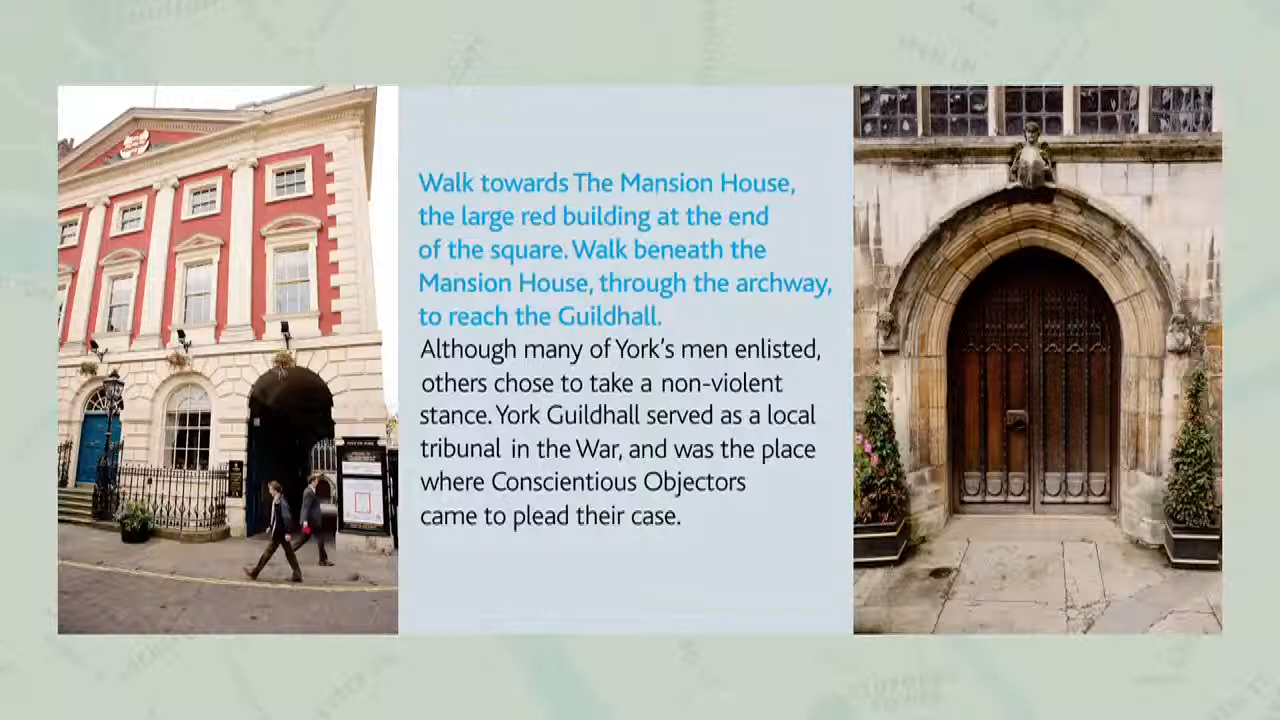 Walk towards The Mansion House,
the large red building at the end
of the square. Walk beneath the
Mansion House, through the archway,
to reach the Guildhall.
Although many of York's men enlisted,
others chose to take a non-violent
stance. York Guildhall served as a local
tribunal in the War, and was the place
where Conscientious Objectors
came to plead their case.